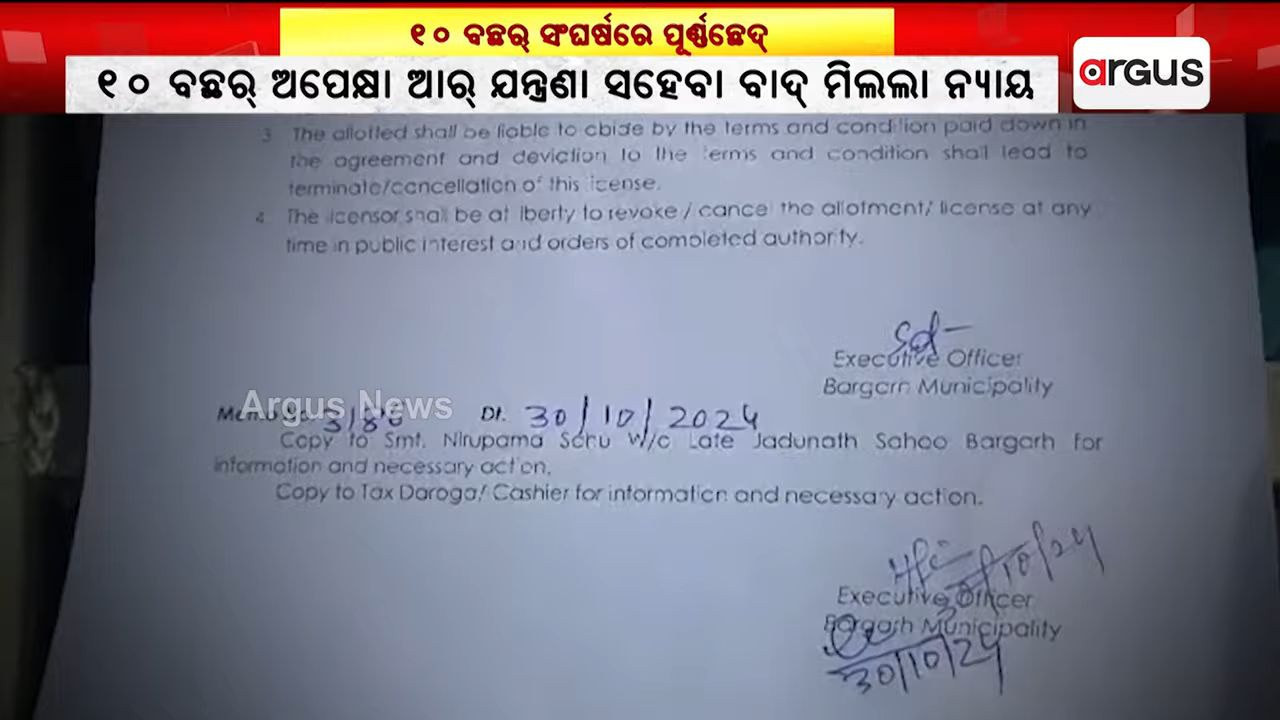 ୧୦ ବଛର୍ ସଂଘର୍ଷରେ ପୂର୍ଣ୍ଣଛେଦ୍
୧୦ ବଛର୍ ଅପେକ୍ଷା ଆର୍ ଯନ୍ତ୍ରଣା ସହେବା ବାଦ୍ ମିଲଲା ନ୍ୟାୟ
argus
3. The allotted shall be liable to abide by the terms and condition paid down in
the agreement and deviation to the terms and condition shall lead to
terminate/cancellation of this license.
4. The licensor shall be at liberty to revoke / cancel the allotment/ license at any
time in public interest and orders of completed authority.
Sd-
Executive Officer
Bargarh Municipality
Argus News
Dt. 30/10/2024
Copy to Smt. Nirupama Sahu W/o Late Jadunath Sahoo Bargarh for
information and necessary action.
Copy to Tax Daroga/ Cashier for information and necessary action.
30/10/24
Executive Officer
Bargarh Municipality
30/10/24